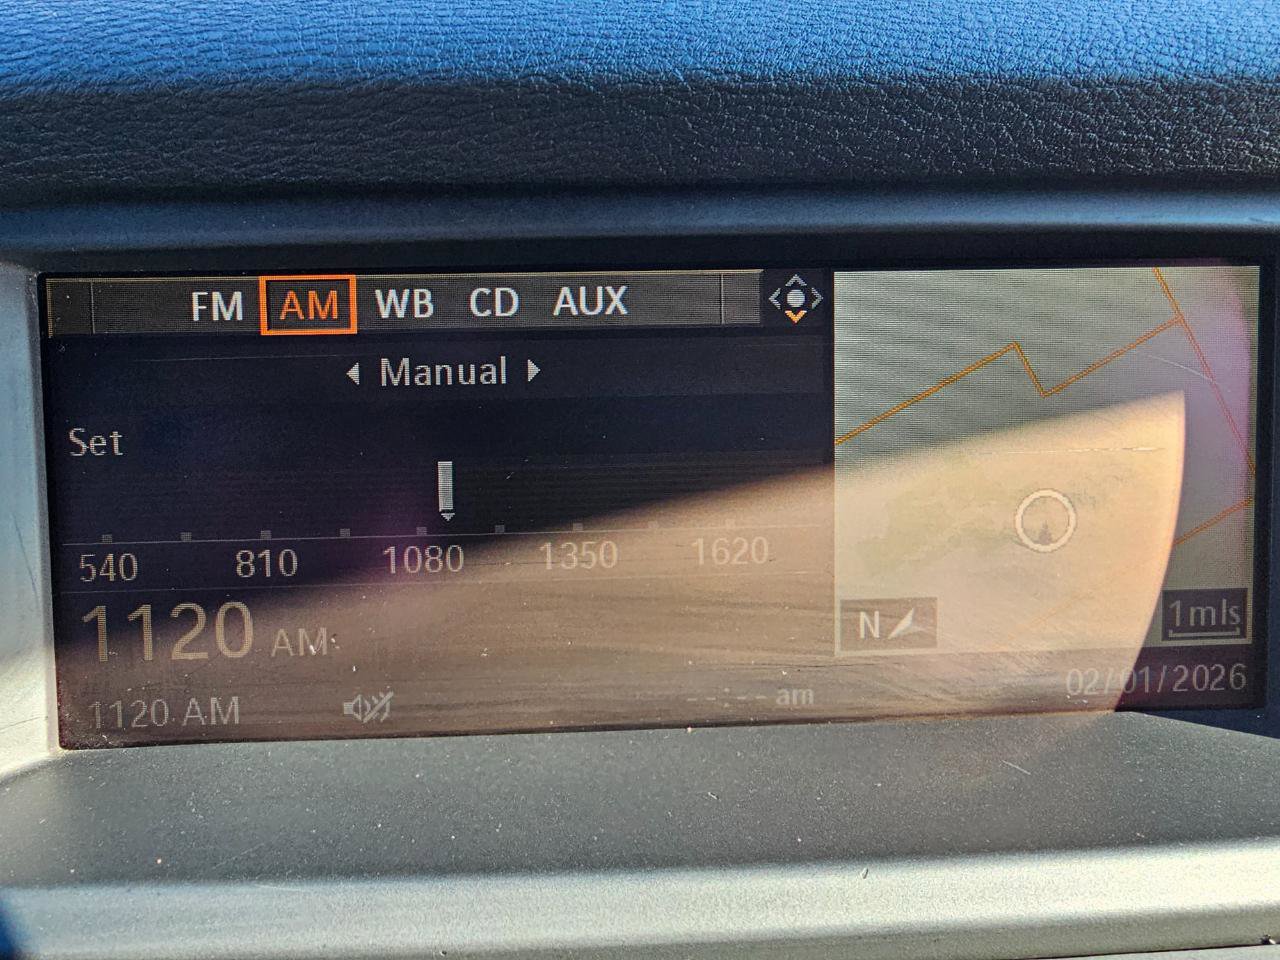 FM AM WB CD AUX
Manual
Set
540 810 1080 1350 1620
1120 AM
N
1mls
1120 AM
--:-- am
02/01/2026